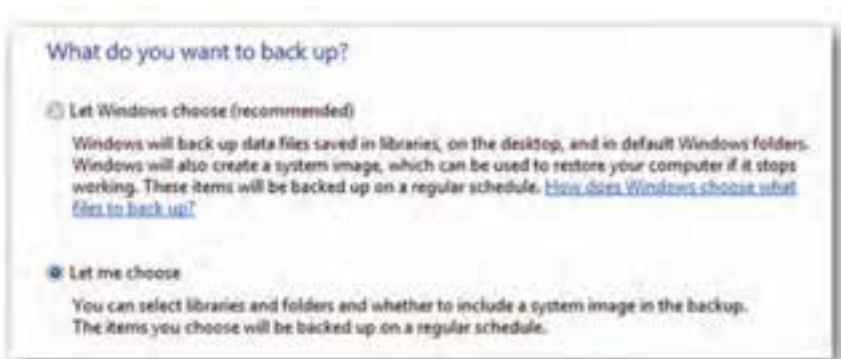 What do you want to back up?
Let Windows choose (recommended)
Windows will back up data files saved in libraries, on the desktop, and in default Windows folders.
Windows will also create a system image, which can be used to restore your computer if it stops
working. These items will be backed up on a regular schedule. How does Windows choose what
files to back up?
Let me choose
You can select libraries and folders and whether to include a system image in the backup.
The items you choose will be backed up on a regular schedule.